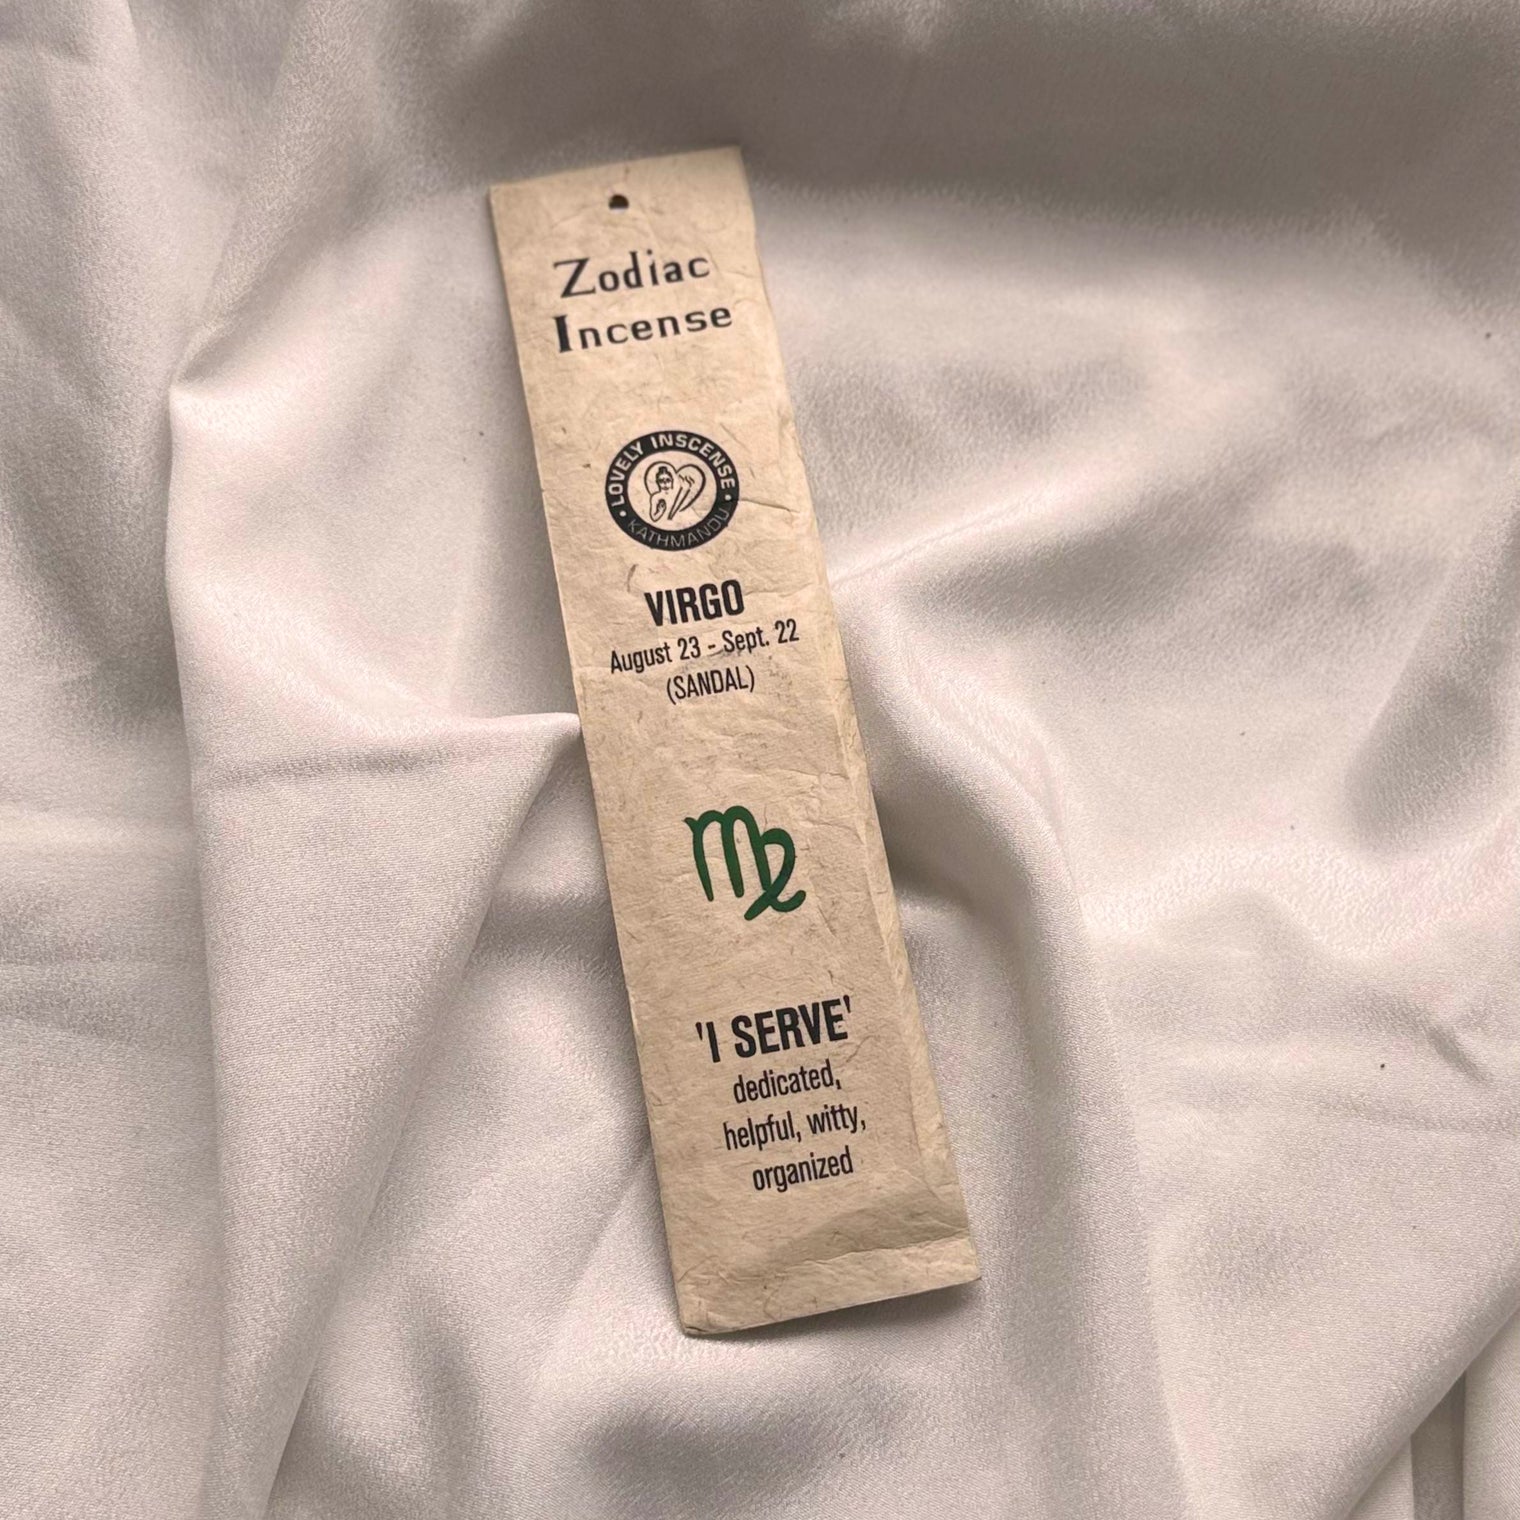 Zodiac
Incense
• LOVELY INSCENSE •
KATHMANDU
VIRGO
August 23 - Sept. 22
(SANDAL)
'I SERVE'
dedicated,
helpful, witty,
organized